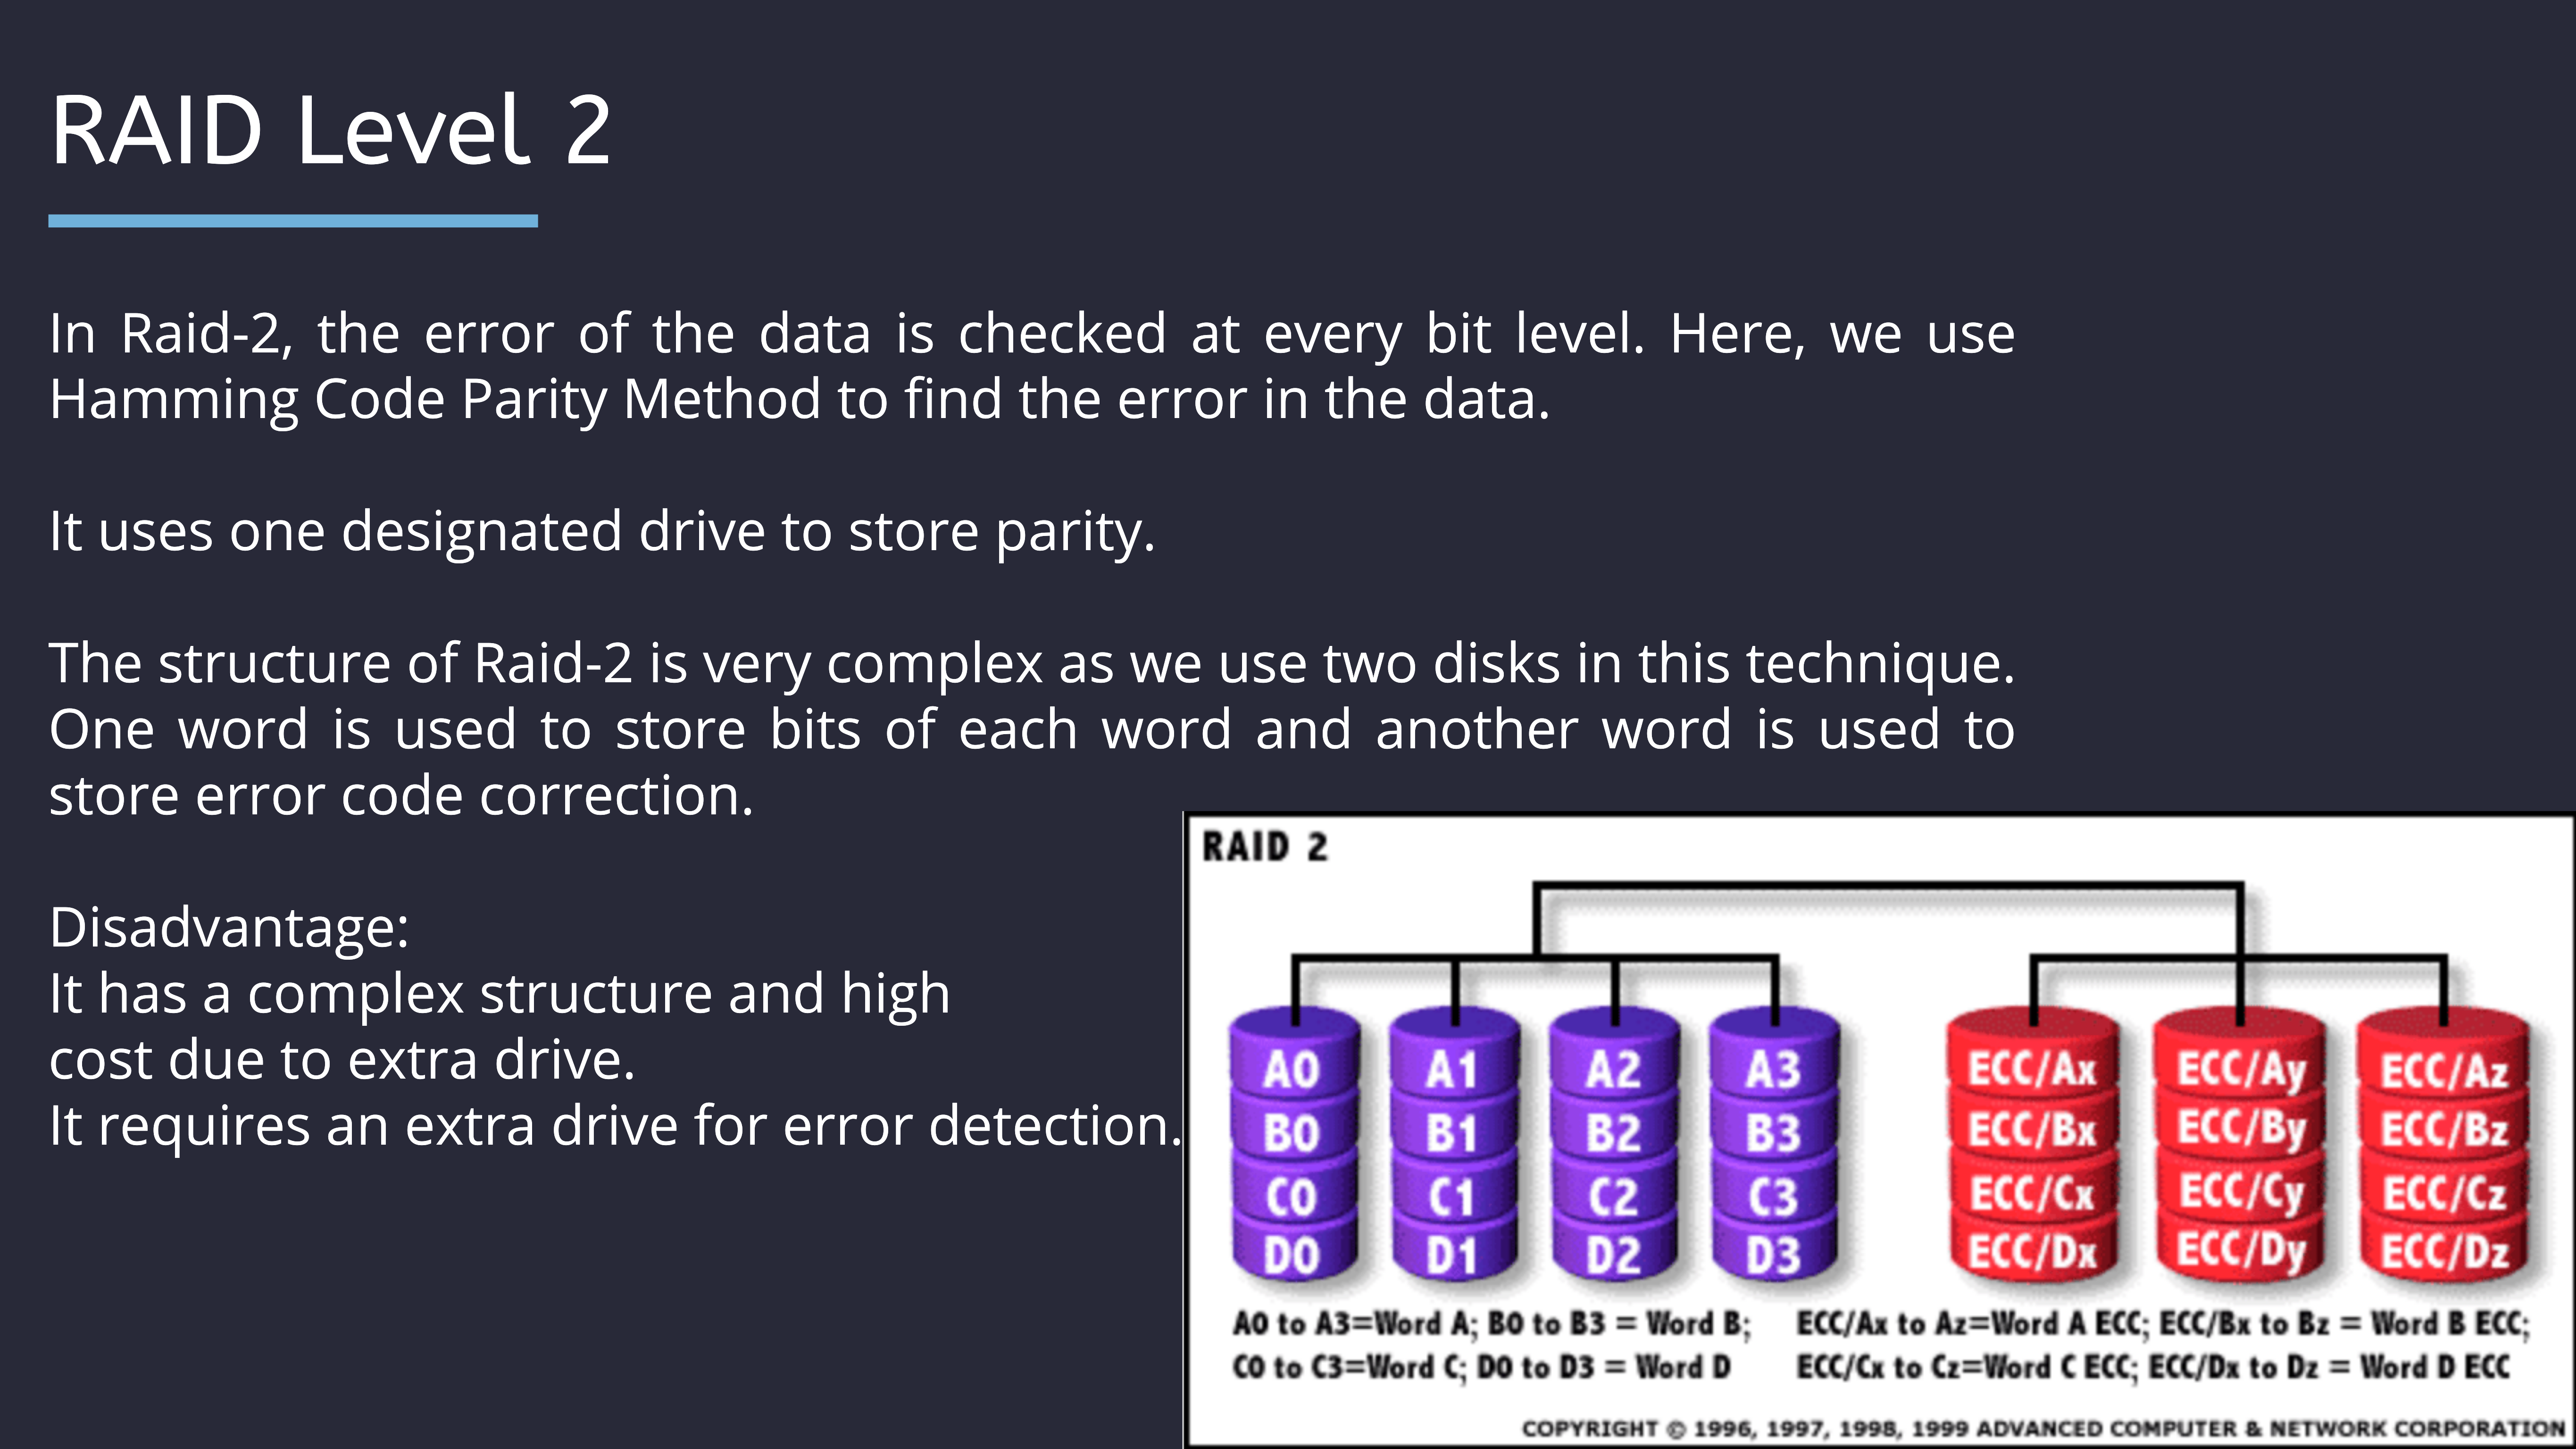 RAID Level 2
In Raid-2, the error of the data is checked at every bit level. Here, we use
Hamming Code Parity Method to find the error in the data.
It uses one designated drive to store parity.
The structure of Raid-2 is very complex as we use two disks in this technique.
One word is used to store bits of each word and another word is used to
store error code correction.
Disadvantage:
It has a complex structure and high
cost due to extra drive.
It requires an extra drive for error detection.
RAID 2
A0 A1 A2 A3 ECC/Ax ECC/Ay ECC/Az
B0 B1 B2 B3 ECC/Bx ECC/By ECC/Bz
C0 C1 C2 C3 ECC/Cx ECC/Cy ECC/Cz
D0 D1 D2 D3 ECC/Dx ECC/Dy ECC/Dz
A0 to A3=Word A; B0 to B3 = Word B; ECC/Ax to Az=Word A ECC; ECC/Bx to Bz = Word B ECC;
C0 to C3=Word C; D0 to D3 = Word D ECC/Cx to Cz=Word C ECC; ECC/Dx to Dz = Word D ECC
COPYRIGHT © 1996, 1997, 1998, 1999 ADVANCED COMPUTER & NETWORK CORPORATION